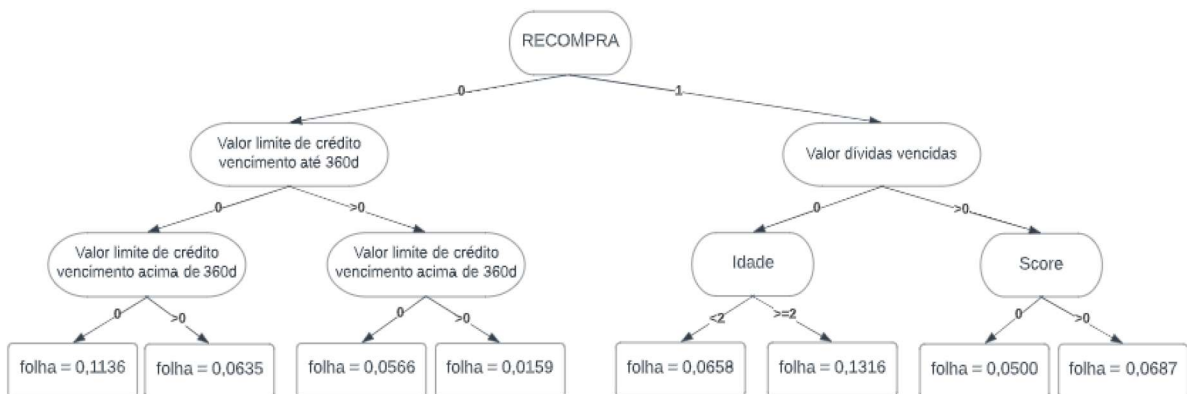 RECOMPRA
0
1
Valor limite de crédito
vencimento até 360d
Valor dívidas vencidas
0
>0
0
>0
Valor limite de crédito
vencimento acima de 360d
Valor limite de crédito
vencimento acima de 360d
Idade
Score
0
>0
0
>0
<2
>=2
0
>0
folha = 0,1136
folha = 0,0635
folha = 0,0566
folha = 0,0159
folha = 0,0658
folha = 0,1316
folha = 0,0500
folha = 0,0687